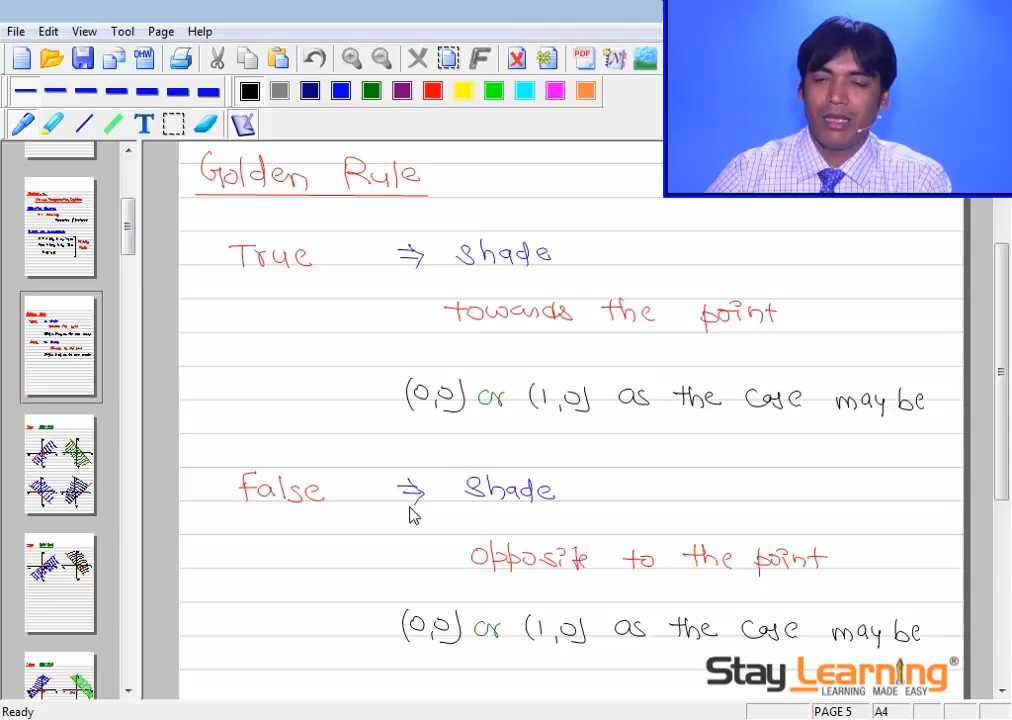 File Edit View Tool Page Help
DHW
PDF
Golden Rule
True ⇒ Shade
towards the point
(0,0) or (1,0) as the case may be
False ⇒ Shade
opposite to the point
(0,0) or (1,0) as the case may be
Stay Learning®
LEARNING MADE EASY
Ready PAGE 5 A4